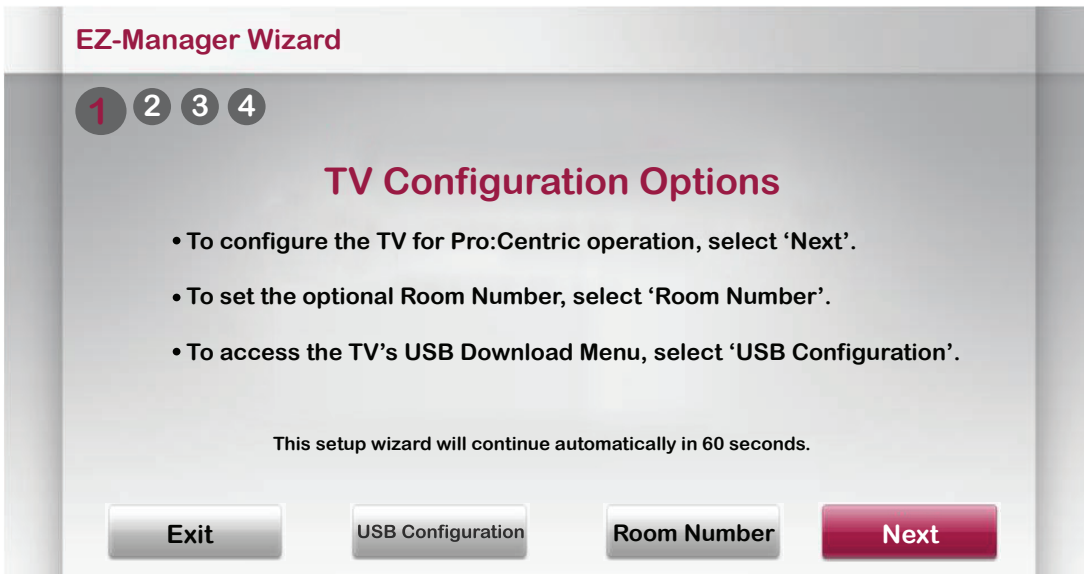 EZ-Manager Wizard
1 2 3 4
TV Configuration Options
• To configure the TV for Pro:Centric operation, select ‘Next’.
• To set the optional Room Number, select ‘Room Number’.
• To access the TV’s USB Download Menu, select ‘USB Configuration’.
This setup wizard will continue automatically in 60 seconds.
Exit USB Configuration Room Number Next